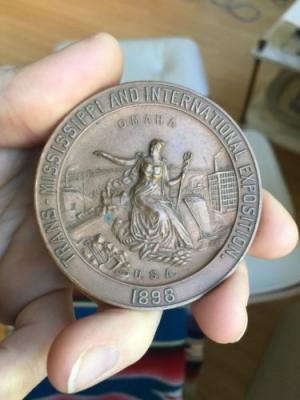 TRANS-MISSISSIPPI AND INTERNATIONAL EXPOSITION.
OMAHA
U.S.A.
1898